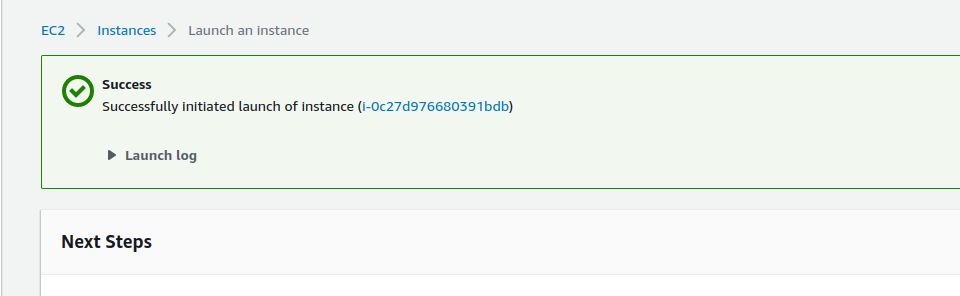 EC2 > Instances > Launch an instance
Success
Successfully initiated launch of instance (i-0c27d976680391bdb)
Launch log
Next Steps